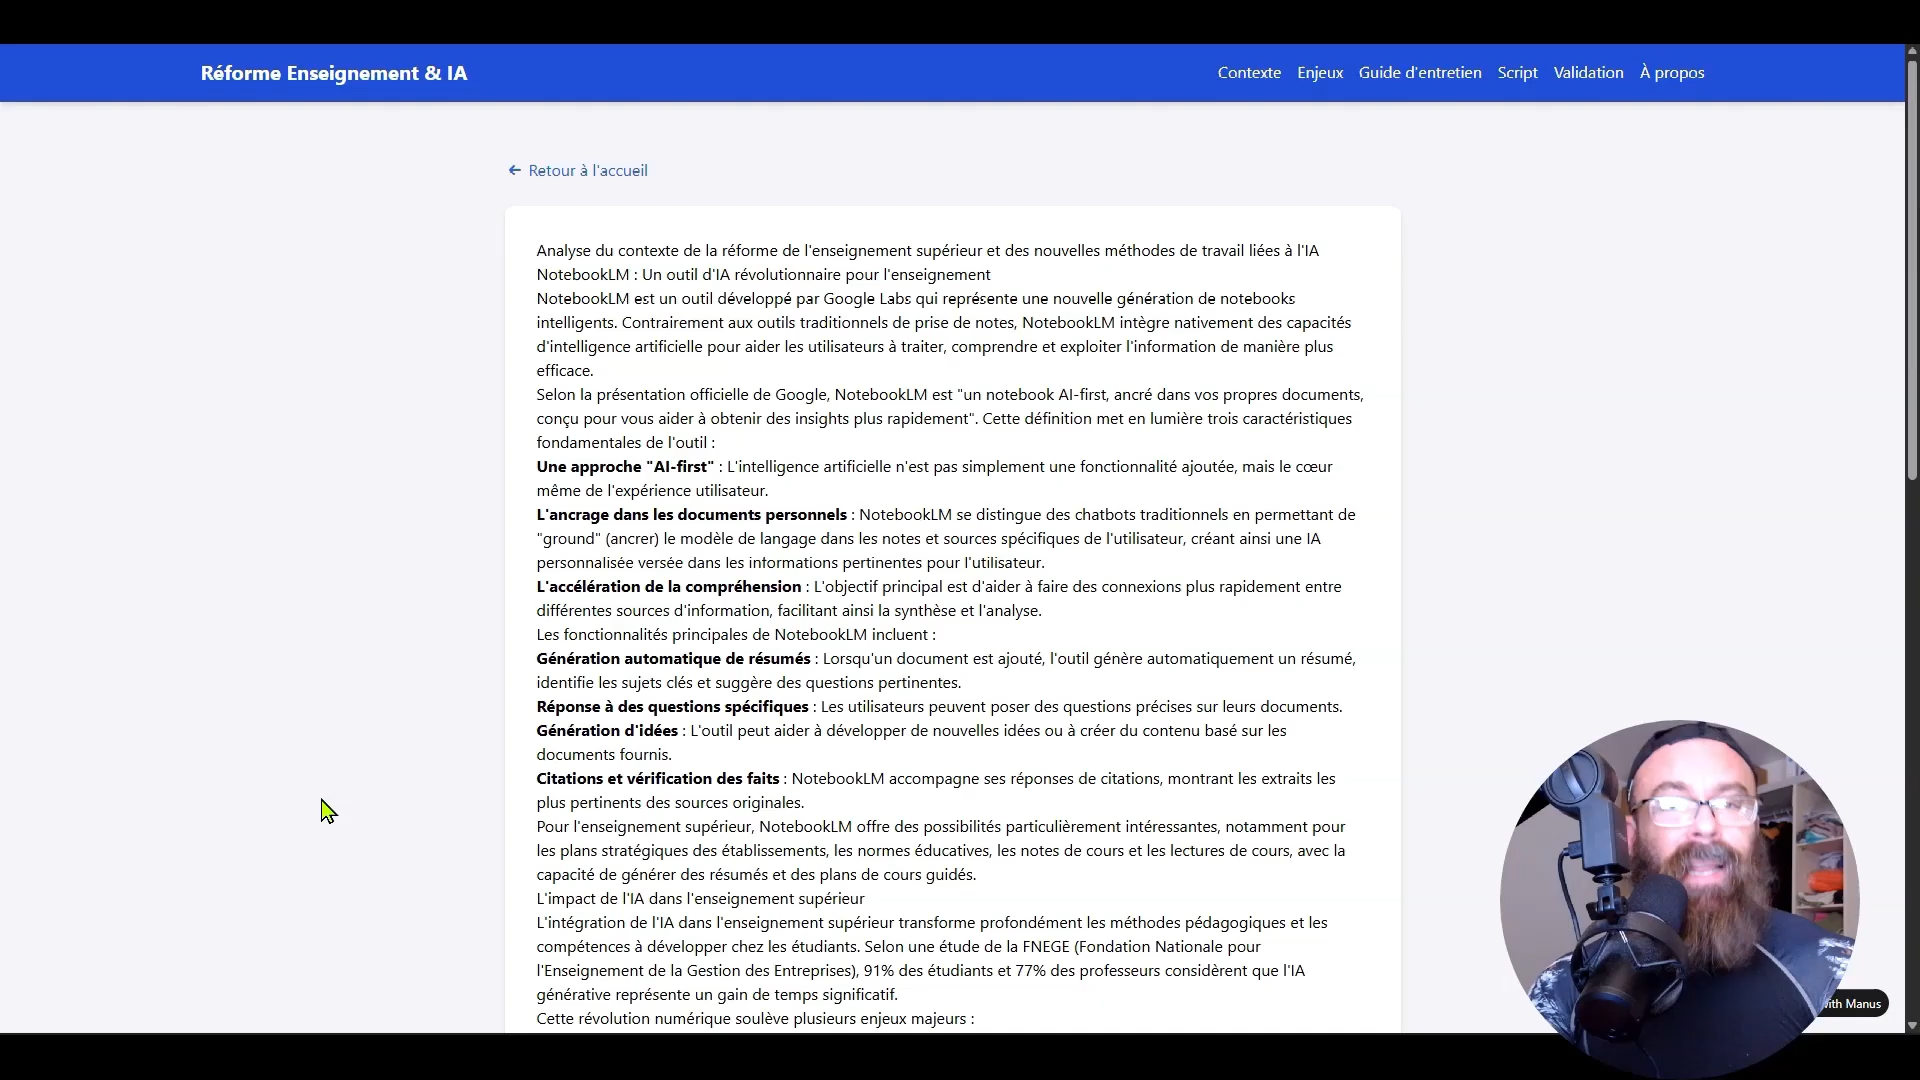 Réforme Enseignement & IA
Contexte Enjeux Guide d'entretien Script Validation À propos
← Retour à l'accueil
Analyse du contexte de la réforme de l'enseignement supérieur et des nouvelles méthodes de travail liées à l'IA
NotebookLM : Un outil d'IA révolutionnaire pour l'enseignement
NotebookLM est un outil développé par Google Labs qui représente une nouvelle génération de notebooks
intelligents. Contrairement aux outils traditionnels de prise de notes, NotebookLM intègre nativement des capacités
d'intelligence artificielle pour aider les utilisateurs à traiter, comprendre et exploiter l'information de manière plus
efficace.
Selon la présentation officielle de Google, NotebookLM est "un notebook AI-first, ancré dans vos propres documents,
conçu pour vous aider à obtenir des insights plus rapidement". Cette définition met en lumière trois caractéristiques
fondamentales de l'outil :
Une approche "AI-first" : L'intelligence artificielle n'est pas simplement une fonctionnalité ajoutée, mais le cœur
même de l'expérience utilisateur.
L'ancrage dans les documents personnels : NotebookLM se distingue des chatbots traditionnels en permettant de
"ground" (ancrer) le modèle de langage dans les notes et sources spécifiques de l'utilisateur, créant ainsi une IA
personnalisée versée dans les informations pertinentes pour l'utilisateur.
L'accélération de la compréhension : L'objectif principal est d'aider à faire des connexions plus rapidement entre
différentes sources d'information, facilitant ainsi la synthèse et l'analyse.
Les fonctionnalités principales de NotebookLM incluent :
Génération automatique de résumés : Lorsqu'un document est ajouté, l'outil génère automatiquement un résumé,
identifie les sujets clés et suggère des questions pertinentes.
Réponse à des questions spécifiques : Les utilisateurs peuvent poser des questions précises sur leurs documents.
Génération d'idées : L'outil peut aider à développer de nouvelles idées ou à créer du contenu basé sur les
documents fournis.
Citations et vérification des faits : NotebookLM accompagne ses réponses de citations, montrant les extraits les
plus pertinents des sources originales.
Pour l'enseignement supérieur, NotebookLM offre des possibilités particulièrement intéressantes, notamment pour
les plans stratégiques des établissements, les normes éducatives, les notes de cours et les lectures de cours, avec la
capacité de générer des résumés et des plans de cours guidés.
L'impact de l'IA dans l'enseignement supérieur
L'intégration de l'IA dans l'enseignement supérieur transforme profondément les méthodes pédagogiques et les
compétences à développer chez les étudiants. Selon une étude de la FNEGE (Fondation Nationale pour
l'Enseignement de la Gestion des Entreprises), 91% des étudiants et 77% des professeurs considèrent que l'IA
générative représente un gain de temps significatif.
Cette révolution numérique soulève plusieurs enjeux majeurs :
with Manus